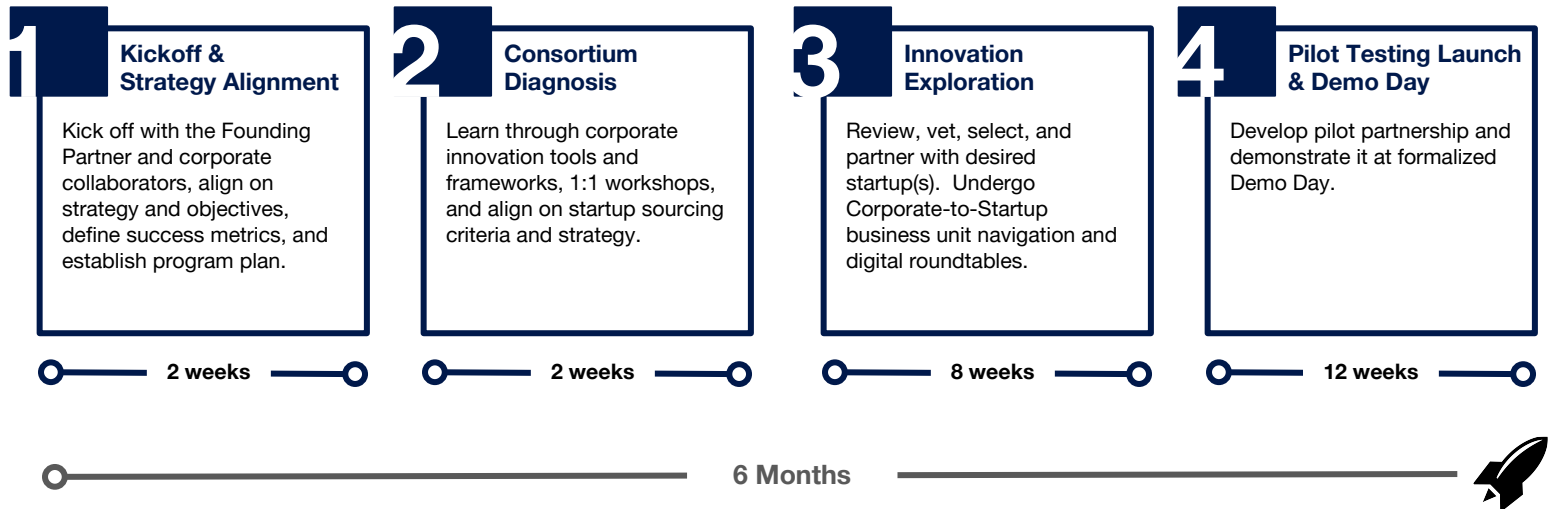 1
Kickoff &
Strategy Alignment
Kick off with the Founding
Partner and corporate
collaborators, align on
strategy and objectives,
define success metrics, and
establish program plan.
2 weeks
2
Consortium
Diagnosis
Learn through corporate
innovation tools and
frameworks, 1:1 workshops,
and align on startup sourcing
criteria and strategy.
2 weeks
3
Innovation
Exploration
Review, vet, select, and
partner with desired
startup(s).  Undergo
Corporate-to-Startup
business unit navigation and
digital roundtables.
8 weeks
4
Pilot Testing Launch
& Demo Day
Develop pilot partnership and
demonstrate it at formalized
Demo Day.
12 weeks
6 Months